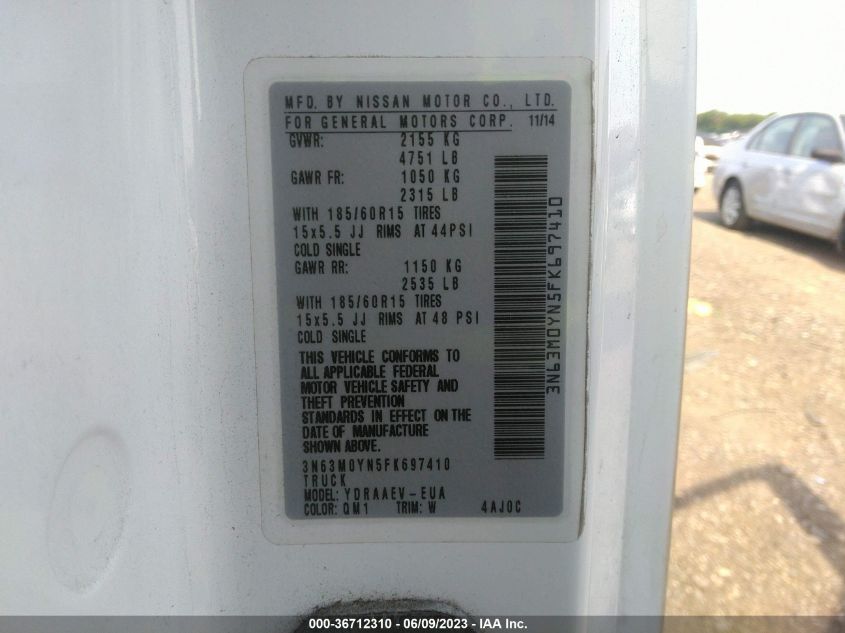 MFD. BY NISSAN MOTOR CO., LTD.
FOR GENERAL MOTORS CORP. 11/14
GVWR: 2155 KG
4751 LB
GAWR FR: 1050 KG
2315 LB
WITH 185/60R15 TIRES
15x5.5 JJ RIMS AT 44PSI
COLD SINGLE
GAWR RR: 1150 KG
2535 LB
WITH 185/60R15 TIRES
15x5.5 JJ RIMS AT 48 PSI
COLD SINGLE
THIS VEHICLE CONFORMS TO
ALL APPLICABLE FEDERAL
MOTOR VEHICLE SAFETY AND
THEFT PREVENTION
STANDARDS IN EFFECT ON THE
DATE OF MANUFACTURE
SHOWN ABOVE.
3N63M0YN5FK697410
TRUCK
MODEL: YDRAAEV-EUA
COLOR: QM1 TRIM: W 4AJ0C
3N63M0YN5FK697410
000-36712310 - 06/09/2023 - IAA Inc.